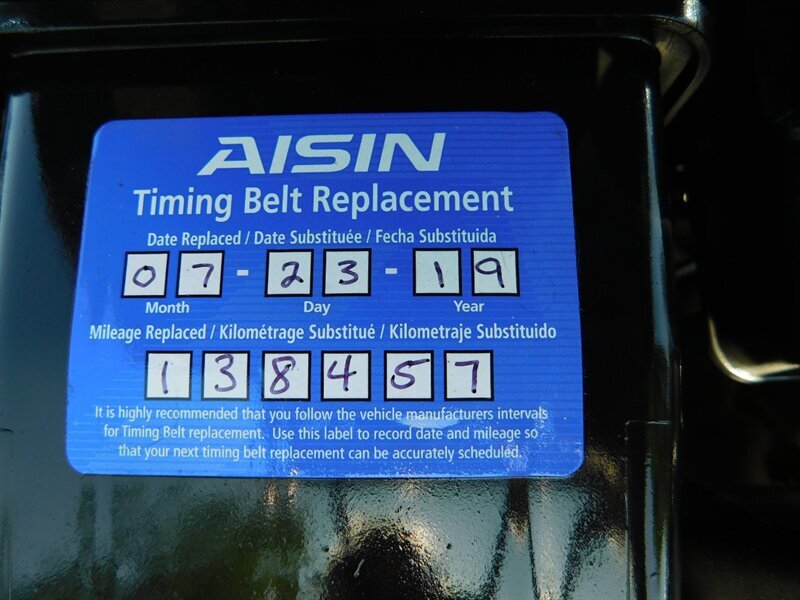 AISIN
Timing Belt Replacement
Date Replaced / Date Substituée / Fecha Substituida
07 - 23 - 19
Month Day Year
Mileage Replaced / Kilométrage Substitué / Kilometraje Substituido
138457
It is highly recommended that you follow the vehicle manufacturers intervals
for Timing Belt replacement. Use this label to record date and mileage so
that your next timing belt replacement can be accurately scheduled.